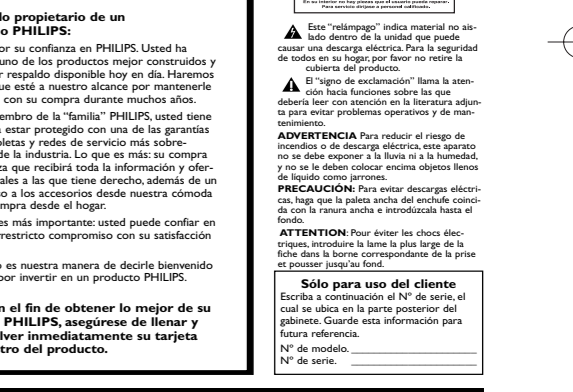 lo propietario de un
o PHILIPS:
or su confianza en PHILIPS. Usted ha
uno de los productos mejor construidos y
r respaldo disponible hoy en día. Haremos
ue esté a nuestro alcance por mantenerle
con su compra durante muchos años.
embro de la “familia” PHILIPS, usted tiene
a estar protegido con una de las garantías
pletas y redes de servicio más sobre-
de la industria. Lo que es más: su compra
za que recibirá toda la información y ofer-
iales a las que tiene derecho, además de un
so a los accesorios desde nuestra cómoda
mpra desde el hogar.
es más importante: usted puede confiar en
rrestricto compromiso con su satisfacción
o es nuestra manera de decirle bienvenido
por invertir en un producto PHILIPS.
n el fin de obtener lo mejor de su
PHILIPS, asegúrese de llenar y
lver inmediatamente su tarjeta
tro del producto.
En su interior no hay piezas que el usuario pueda reparar.
Para servicio diríjase a personal calificado.
Este “relámpago” indica material no ais-
lado dentro de la unidad que puede
causar una descarga eléctrica. Para la seguridad
de todos en su hogar, por favor no retire la
cubierta del producto.
El “signo de exclamación” llama la aten-
ción hacia funciones sobre las que
debería leer con atención en la literatura adjun-
ta para evitar problemas operativos y de man-
tenimiento.
ADVERTENCIA Para reducir el riesgo de
incendios o de descarga eléctrica, este aparato
no se debe exponer a la lluvia ni a la humedad,
y no se le deben colocar encima objetos llenos
de líquido como jarrones.
PRECAUCIÓN: Para evitar descargas eléctri-
cas, haga que la paleta ancha del enchufe coinci-
da con la ranura ancha e introdúzcala hasta el
fondo.
ATTENTION: Pour éviter les chocs élec-
triques, introduire la lame la plus large de la
fiche dans la borne correspondante de la prise
et pousser jusqu'au fond.
Sólo para uso del cliente
Escriba a continuación el Nº de serie, el
cual se ubica en la parte posterior del
gabinete. Guarde esta información para
futura referencia.
Nº de modelo. ____________________
Nº de serie. ____________________